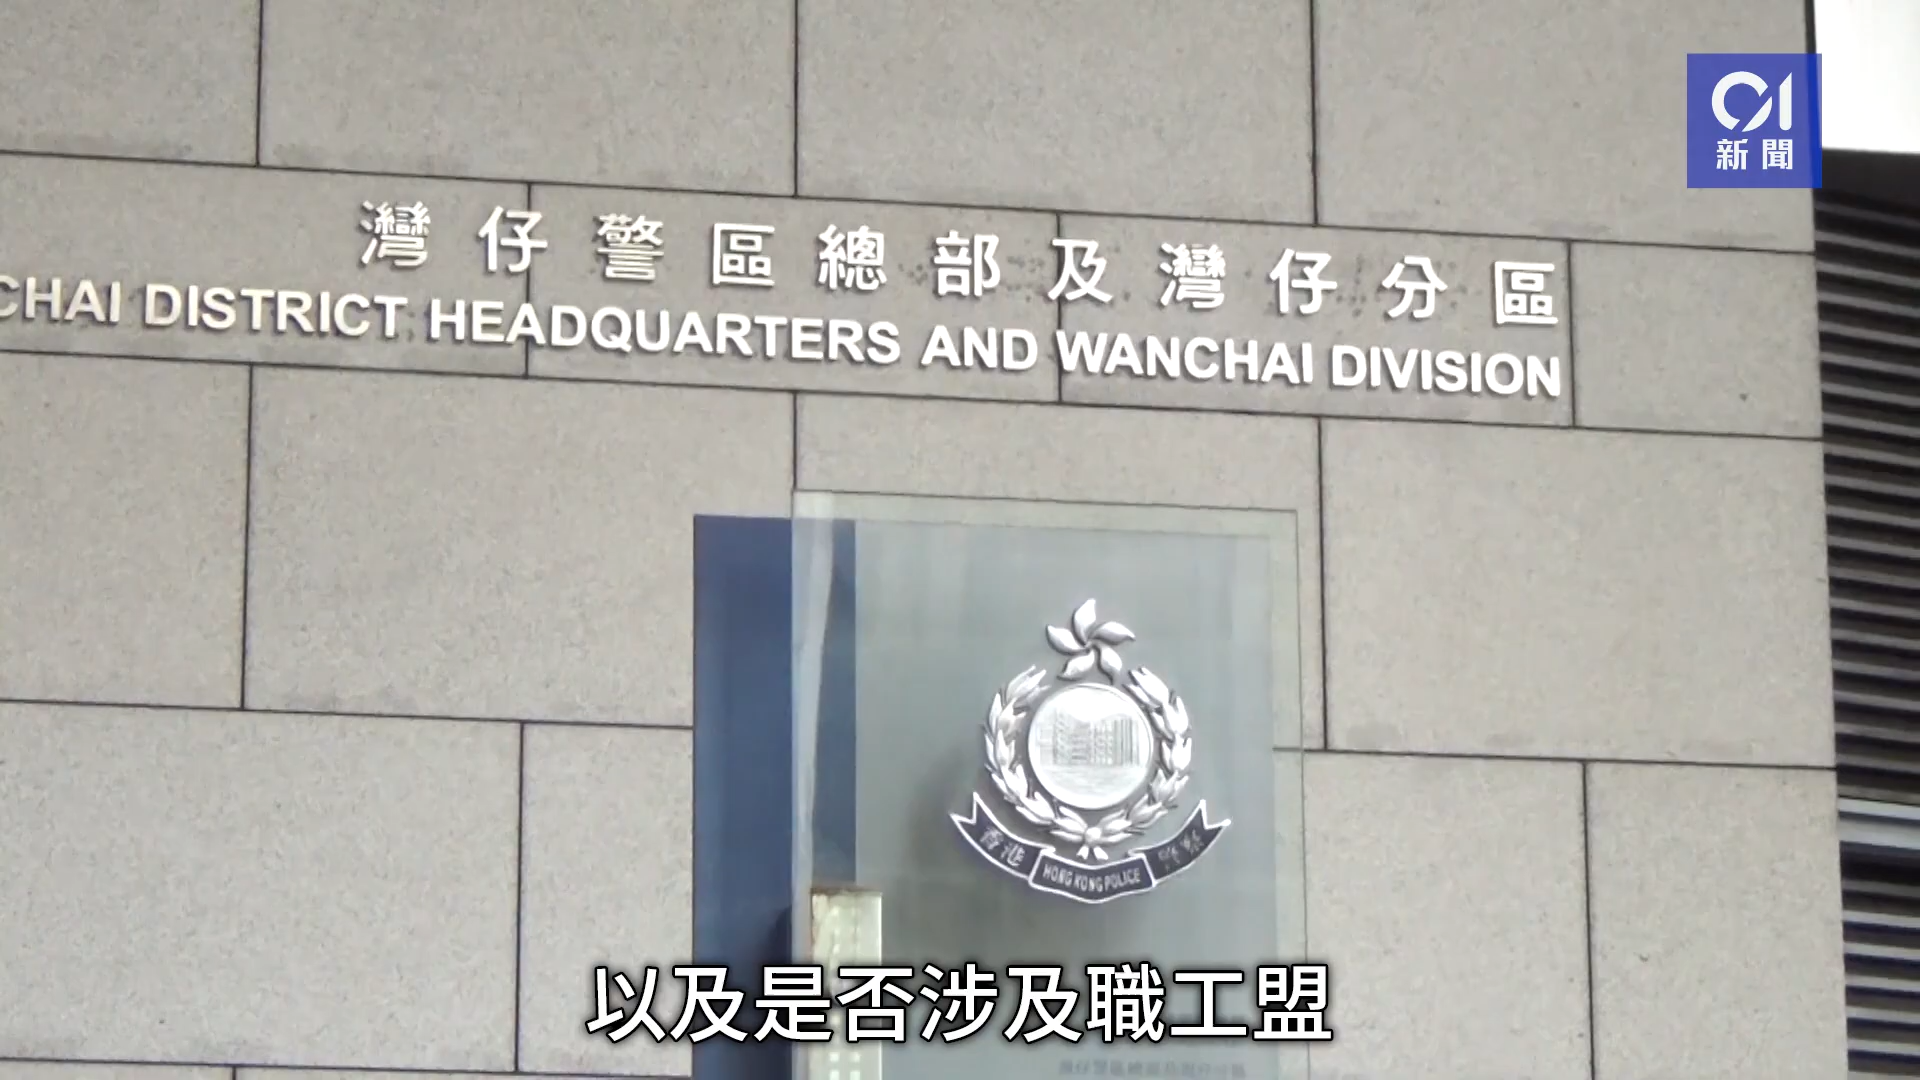 01
新聞
灣仔警區總部及灣仔分區
CHAI DISTRICT HEADQUARTERS AND WANCHAI DIVISION
香港 HONG KONG POLICE 警察
以及是否涉及職工盟